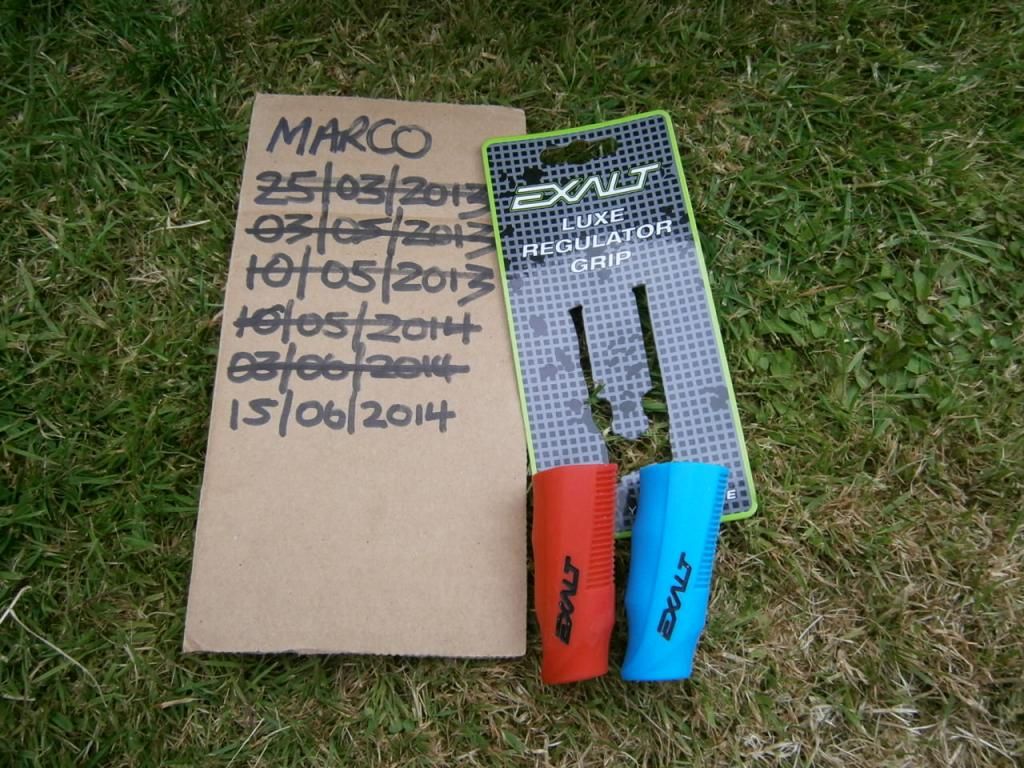 MARCO
25/03/2013
03/05/2013
10/05/2013
10/05/2014
03/06/2014
15/06/2014
EXALT
LUXE
REGULATOR
GRIP
EXALT
EXALT